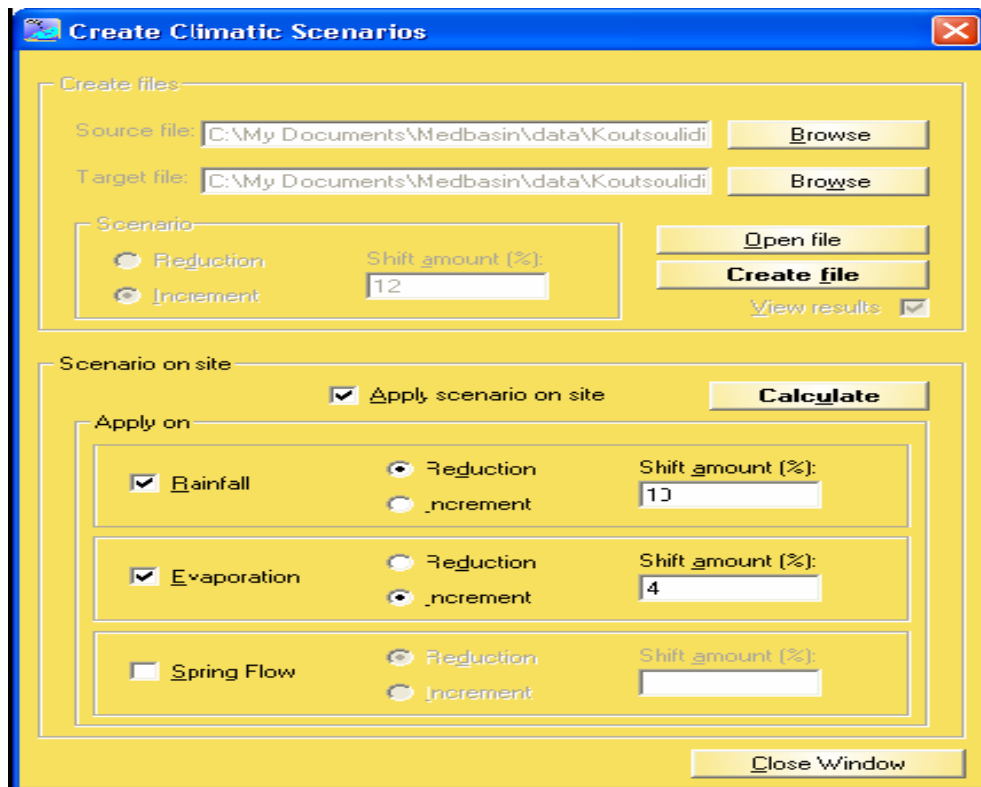 Create Climatic Scenarios
Create files
Source file: C:\My Documents\Medbasin\data\Koutsoulidi Browse
Target file: C:\My Documents\Medbasin\data\Koutsoulidi Browse
Scenario
Reduction
Increment
Shift amount (%):
12
Open file
Create file
View results
Scenario on site
Apply scenario on site Calculate
Apply on
Rainfall
Reduction
Increment
Shift amount (%):
10
Evaporation
Reduction
Increment
Shift amount (%):
4
Spring Flow
Reduction
Increment
Shift amount (%):
Close Window